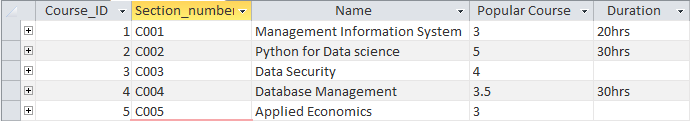 Course_ID Section_number Name Popular Course Duration
1 C001 Management Information System 3 20hrs
2 C002 Python for Data science 5 30hrs
3 C003 Data Security 4
4 C004 Database Management 3.5 30hrs
5 C005 Applied Economics 3